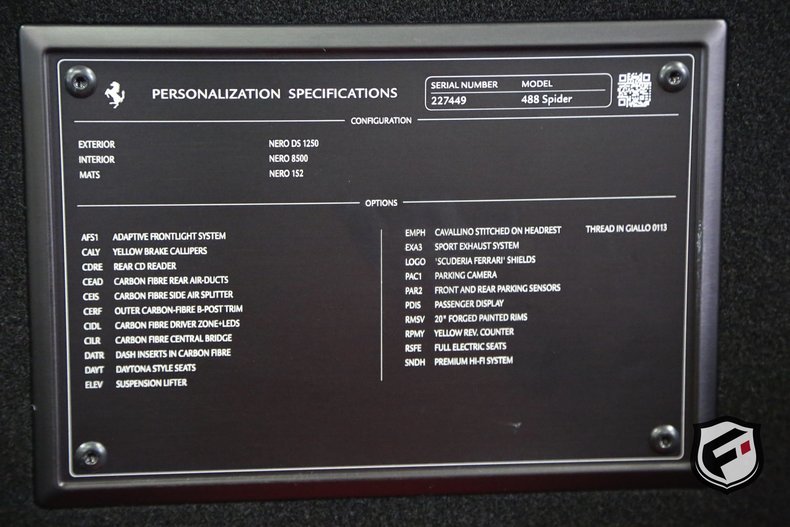 PERSONALIZATION SPECIFICATIONS
SERIAL NUMBER MODEL
227449 488 Spider
CONFIGURATION
EXTERIOR NERO DS 1250
INTERIOR NERO 8500
MATS NERO 152
OPTIONS
AFS1 ADAPTIVE FRONTLIGHT SYSTEM
CALY YELLOW BRAKE CALLIPERS
CDRE REAR CD READER
CEAD CARBON FIBRE REAR AIR-DUCTS
CEIS CARBON FIBRE SIDE AIR SPLITTER
CERF OUTER CARBON-FIBRE B-POST TRIM
CIDL CARBON FIBRE DRIVER ZONE+LEDS
CILR CARBON FIBRE CENTRAL BRIDGE
DATR DASH INSERTS IN CARBON FIBRE
DAYT DAYTONA STYLE SEATS
ELEV SUSPENSION LIFTER
EMPH CAVALLINO STITCHED ON HEADREST THREAD IN GIALLO 0113
EXA3 SPORT EXHAUST SYSTEM
LOGO 'SCUDERIA FERRARI' SHIELDS
PAC1 PARKING CAMERA
PAR2 FRONT AND REAR PARKING SENSORS
PDIS PASSENGER DISPLAY
RMSV 20" FORGED PAINTED RIMS
RPMY YELLOW REV. COUNTER
RSFE FULL ELECTRIC SEATS
SNDH PREMIUM HI-FI SYSTEM